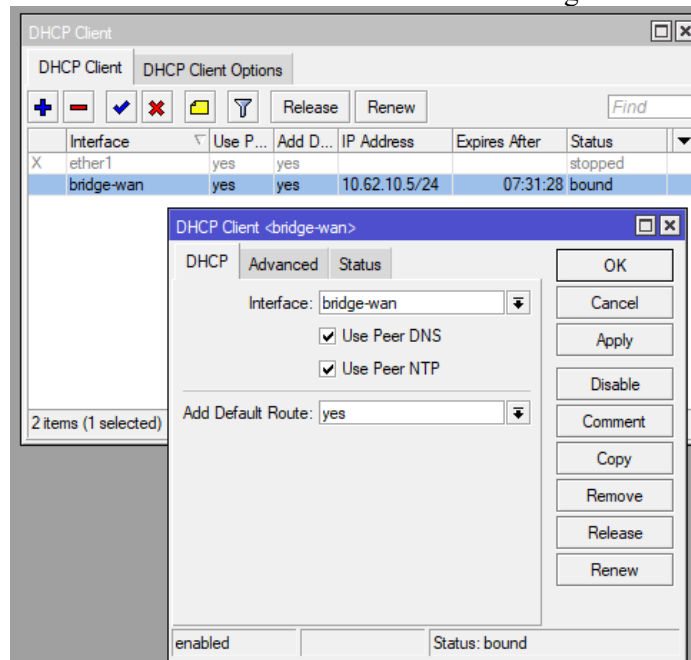 DHCP Client
DHCP Client DHCP Client Options
Release Renew Find
Interface Use P... Add D... IP Address Expires After Status
X ether1 yes yes stopped
bridge-wan yes yes 10.62.10.5/24 07:31:28 bound
DHCP Client <bridge-wan>
DHCP Advanced Status OK
Interface: bridge-wan Cancel
Use Peer DNS Apply
Use Peer NTP
Disable
Add Default Route: yes Comment
2 items (1 selected)
Copy
Remove
Release
Renew
enabled Status: bound